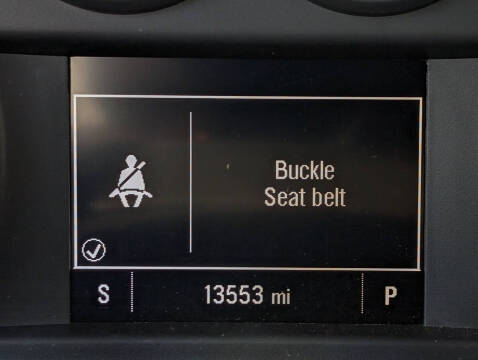 Buckle
Seat belt
S 13553 mi P